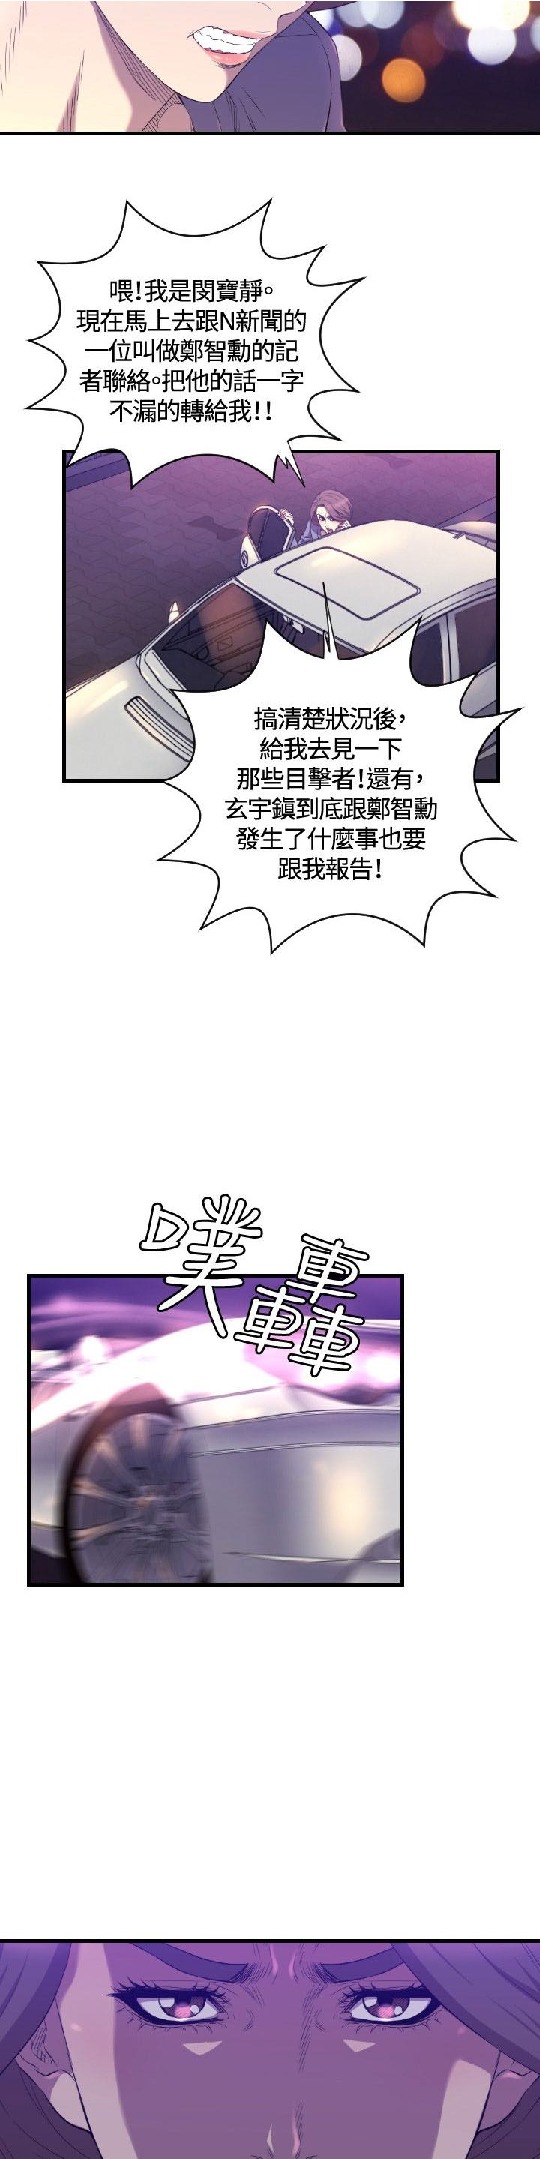 喂！我是閔寶靜。
現在馬上去跟N新聞的
一位叫做鄭智勳的記
者聯絡。把他的話一字
不漏的轉給我！！
搞清楚狀況後，
給我去見一下
那些目擊者！還有，
玄宇鎮到底跟鄭智勳
發生了什麼事也要
跟我報告！
噗轟